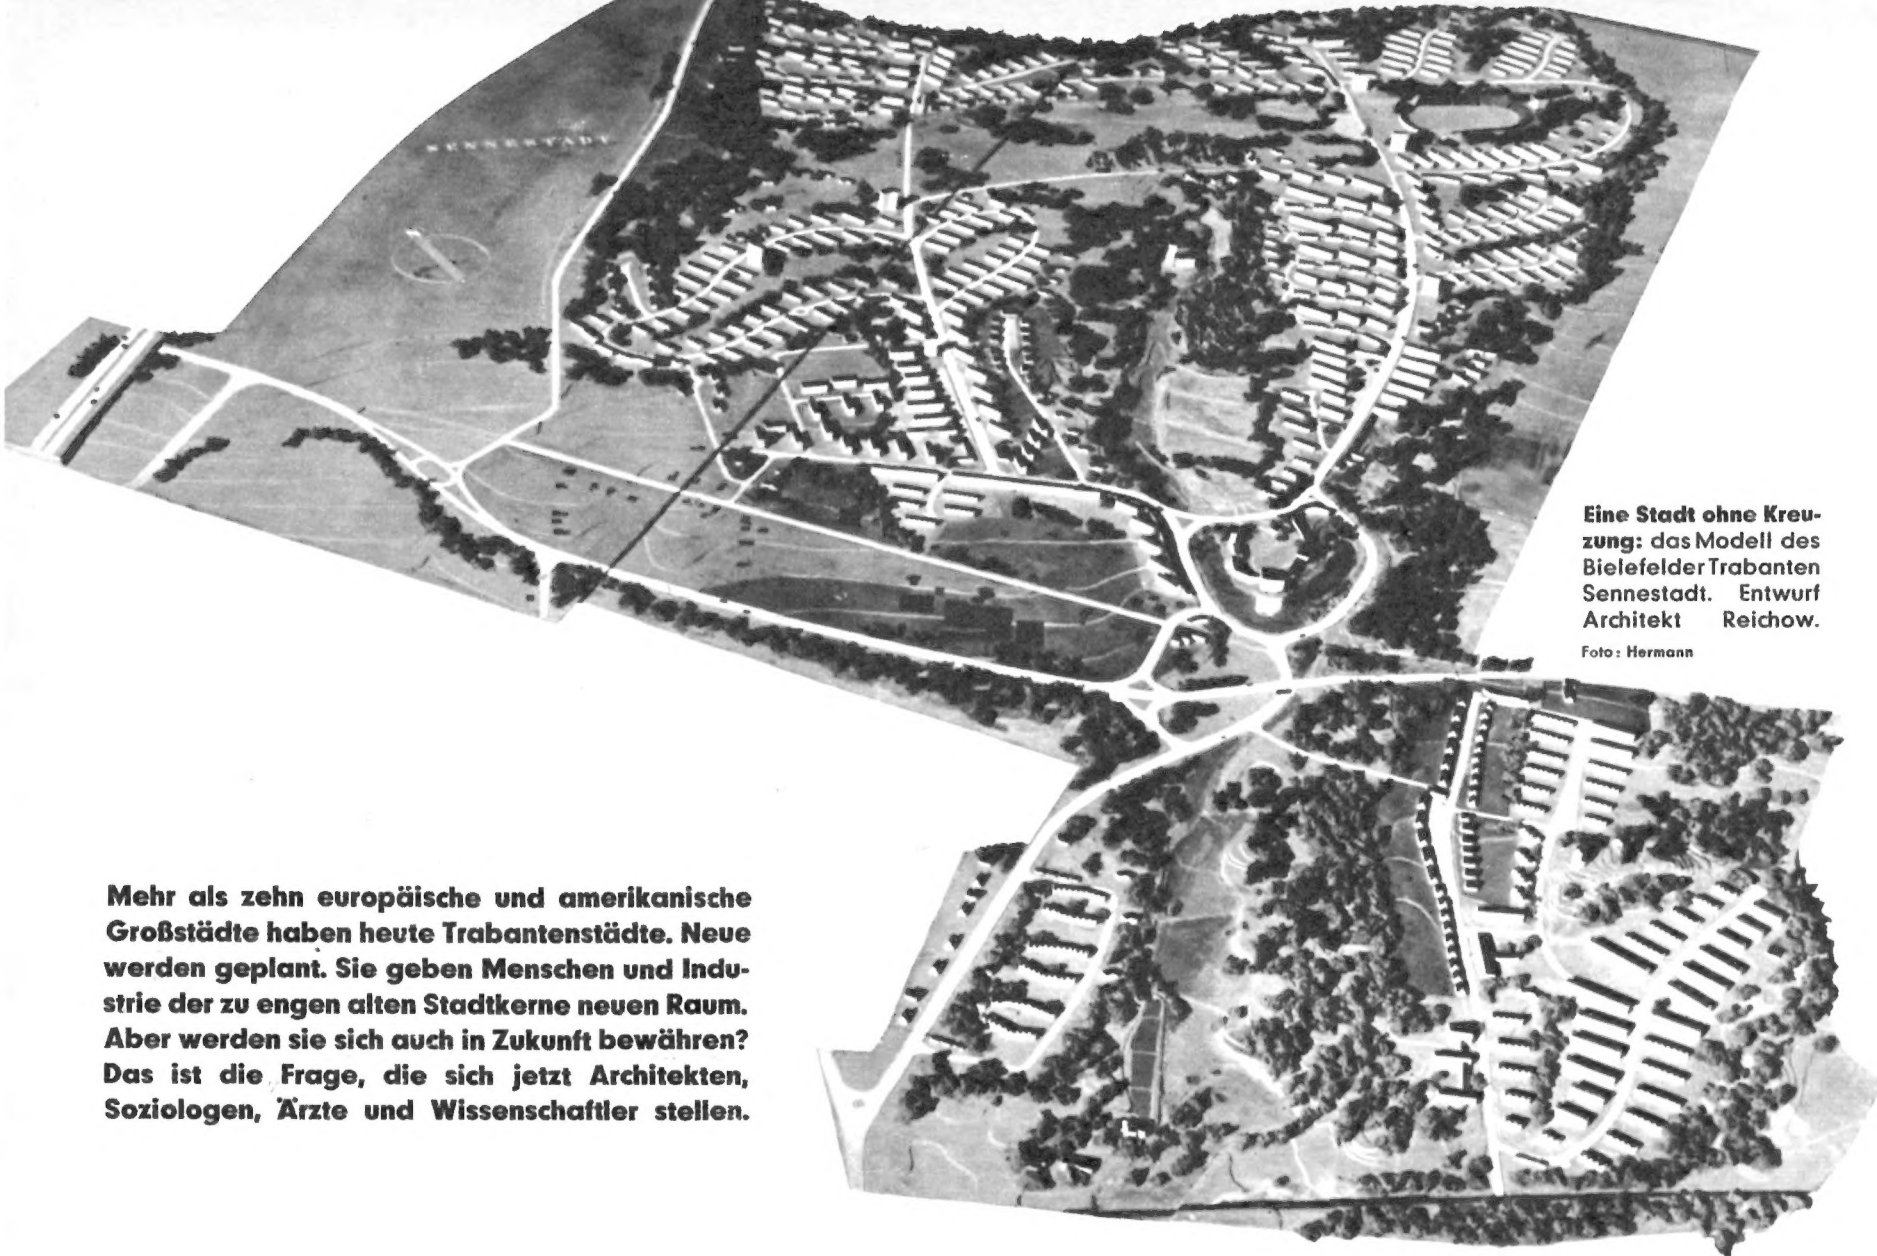 SENNESTADT
Eine Stadt ohne Kreu-
zung: das Modell des
Bielefelder Trabanten
Sennestadt. Entwurf
Architekt Reichow.
Foto: Hermann
Mehr als zehn europäische und amerikanische
Großstädte haben heute Trabantenstädte. Neue
werden geplant. Sie geben Menschen und Indu-
strie der zu engen alten Stadtkerne neuen Raum.
Aber werden sie sich auch in Zukunft bewähren?
Das ist die Frage, die sich jetzt Architekten,
Soziologen, Ärzte und Wissenschaftler stellen.